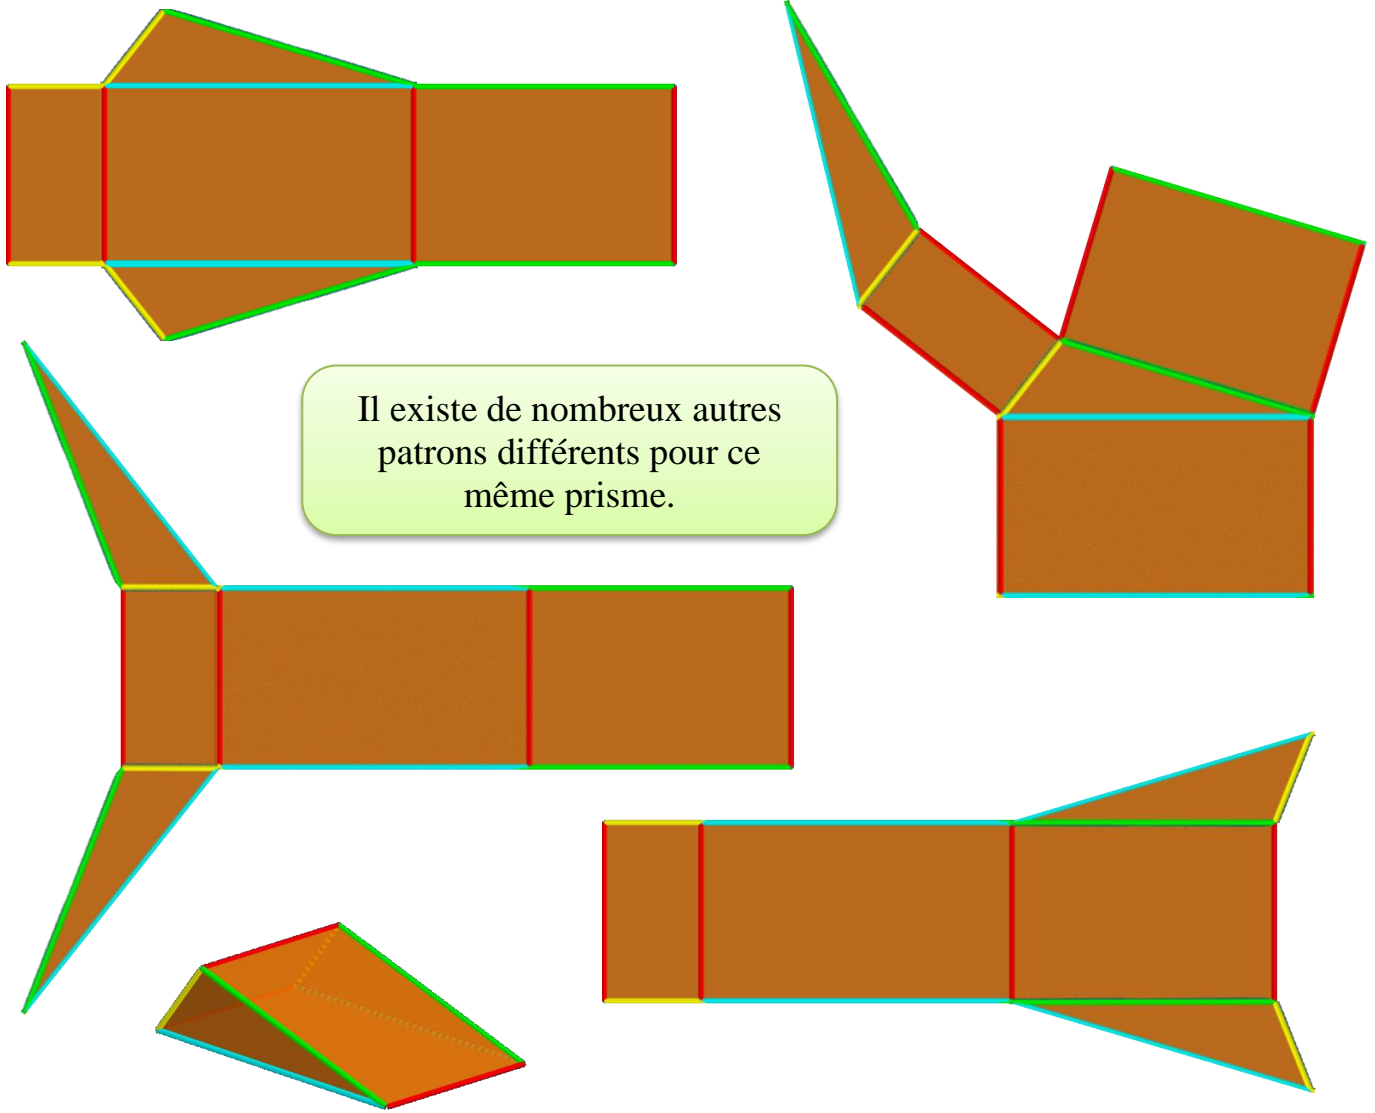 Il existe de nombreux autres
patrons différents pour ce
même prisme.